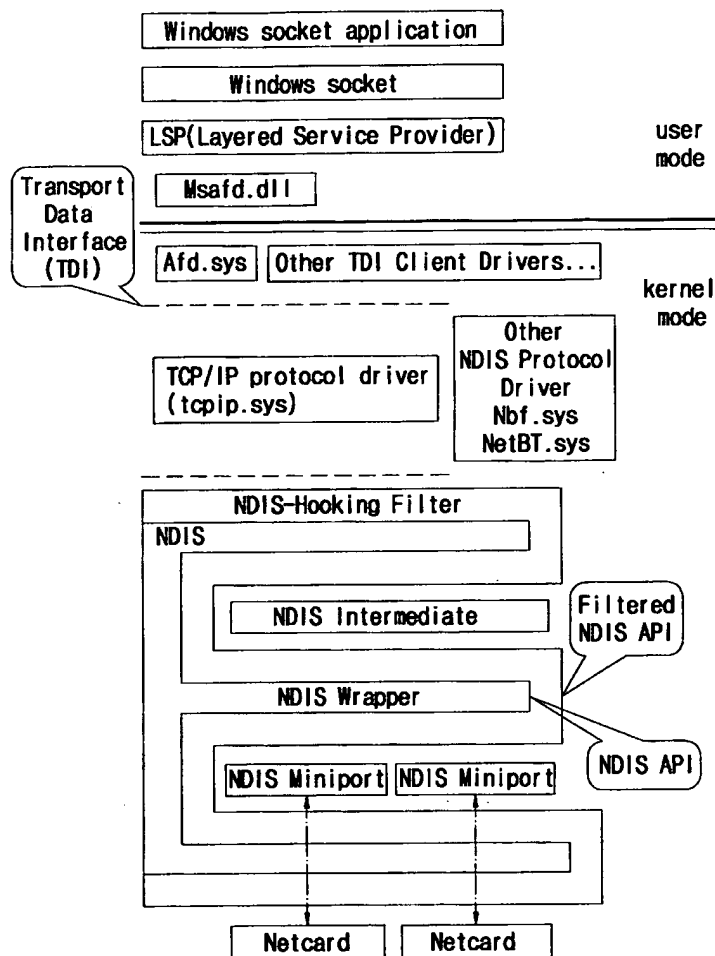 Windows socket application
Windows socket
LSP(Layered Service Provider)
user
mode
Msafd.dll
Transport
Data
Interface
(TDI)
Afd.sys
Other TDI Client Drivers...
kernel
mode
TCP/IP protocol driver
(tcpip.sys)
Other
NDIS Protocol
Driver
Nbf.sys
NetBT.sys
NDIS-Hooking Filter
NDIS
NDIS Intermediate
Filtered
NDIS API
NDIS Wrapper
NDIS API
NDIS Miniport
NDIS Miniport
Netcard
Netcard